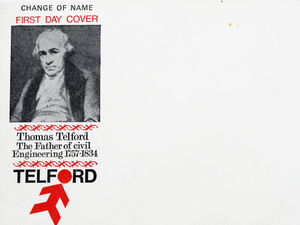 CHANGE OF NAME
FIRST DAY COVER
Thomas Telford
The Father of civil
Engineering 1757-1834
TELFORD